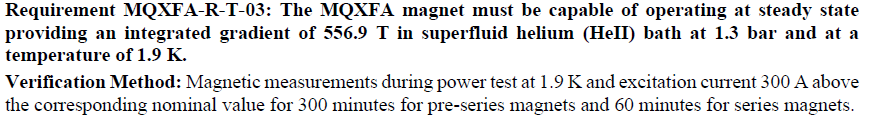 Requirement MQXFA-R-T-03: The MQXFA magnet must be capable of operating at steady state
providing an integrated gradient of 556.9 T in superfluid helium (HeII) bath at 1.3 bar and at a
temperature of 1.9 K.
Verification Method: Magnetic measurements during power test at 1.9 K and excitation current 300 A above
the corresponding nominal value for 300 minutes for pre-series magnets and 60 minutes for series magnets.